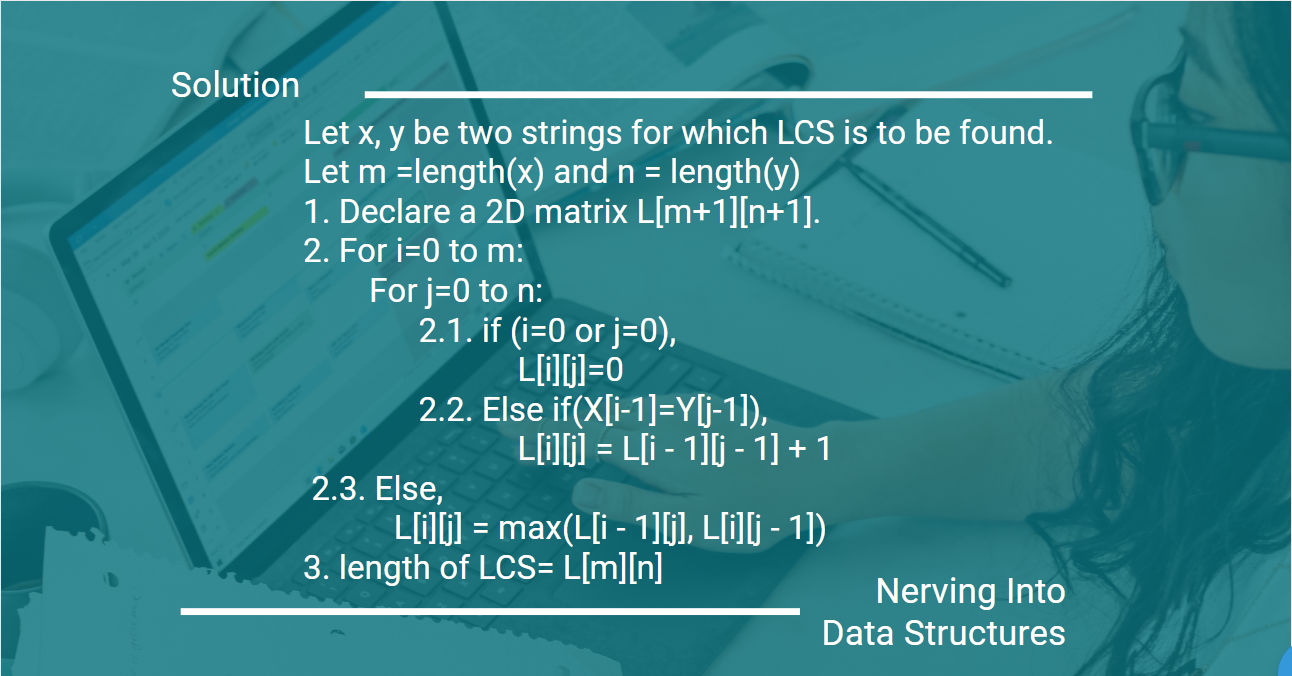 Solution
Let x, y be two strings for which LCS is to be found.
Let m =length(x) and n = length(y)
1. Declare a 2D matrix L[m+1][n+1].
2. For i=0 to m:
For j=0 to n:
2.1. if (i=0 or j=0),
L[i][j]=0
2.2. Else if(X[i-1]=Y[j-1]),
L[i][j] = L[i - 1][j - 1] + 1
2.3. Else,
L[i][j] = max(L[i - 1][j], L[i][j - 1])
3. length of LCS= L[m][n]
Nerving Into
Data Structures